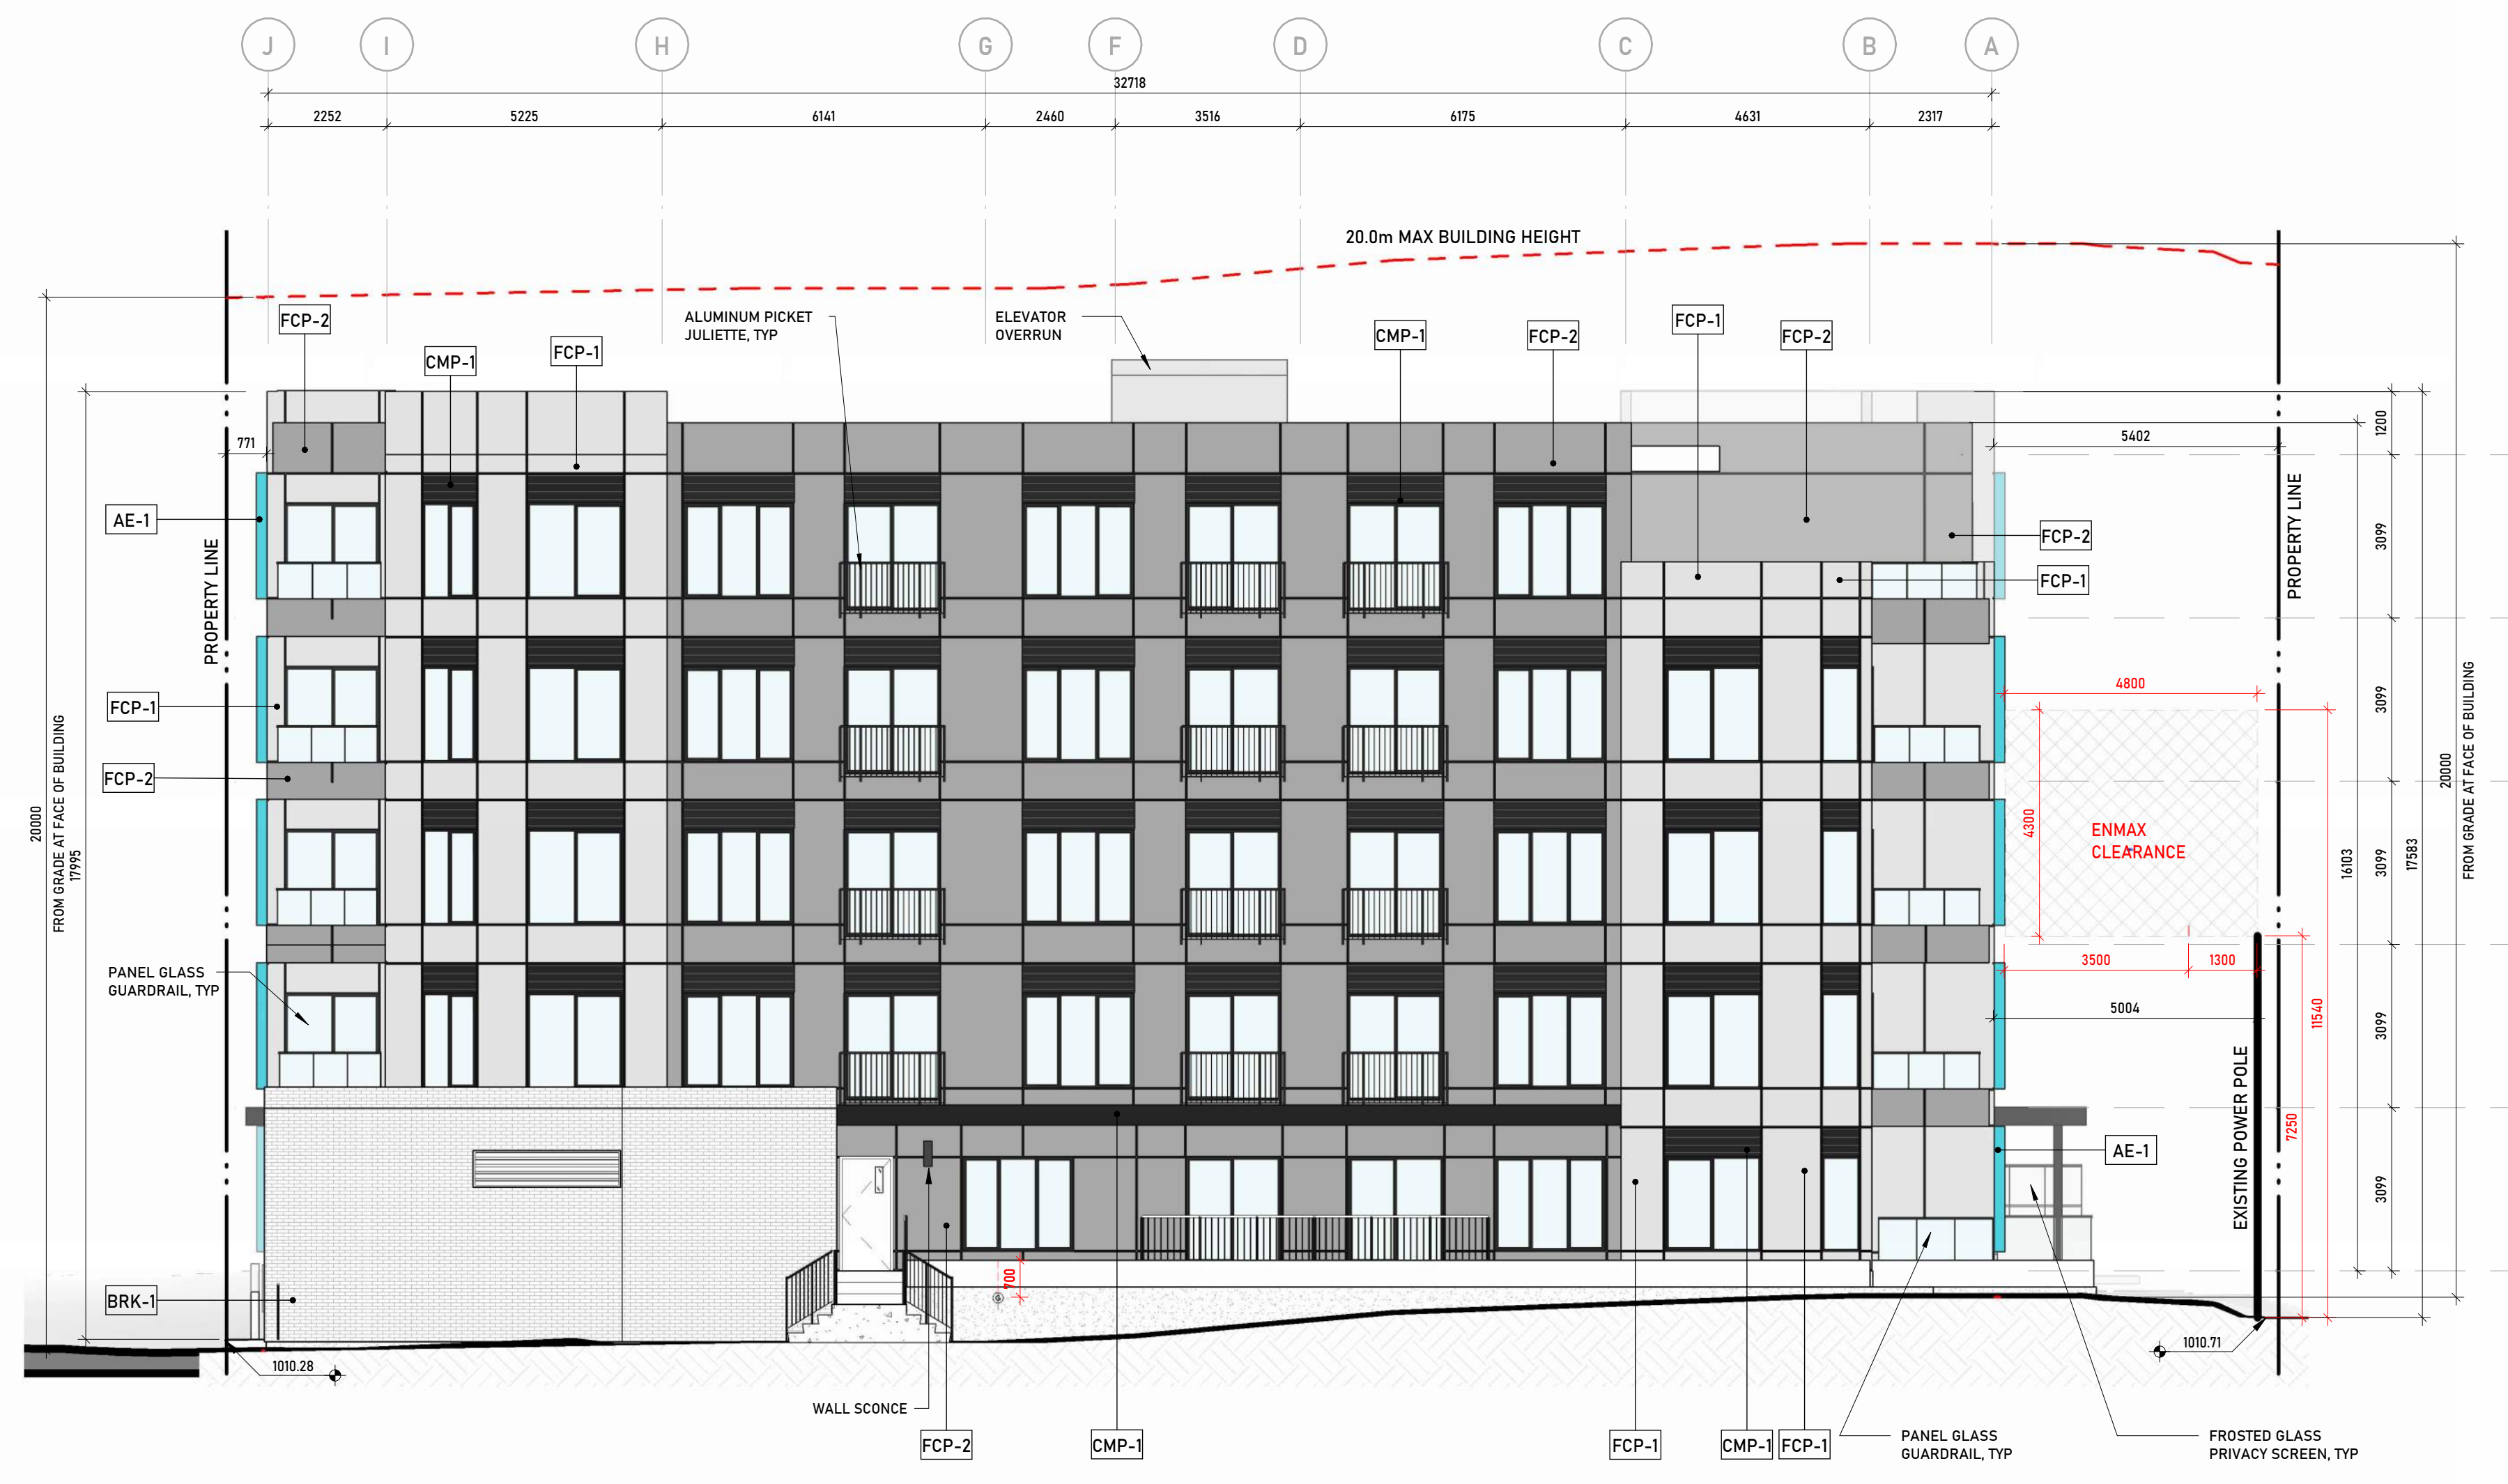 J I H G F D C B A
32718
2252 5225 6141 2460 3516 6175 4631 2317
20.0m MAX BUILDING HEIGHT
FCP-2
CMP-1
FCP-1
ALUMINUM PICKET
JULIETTE, TYP
ELEVATOR
OVERRUN
CMP-1
FCP-2
FCP-1
FCP-2
771
5402
1200
AE-1
PROPERTY LINE
PROPERTY LINE
FCP-2
FCP-1
3099
FCP-1
FCP-2
4800
3099
20000
FROM GRADE AT FACE OF BUILDING
17995
4300
ENMAX
CLEARANCE
16103
3099
17583
20000
FROM GRADE AT FACE OF BUILDING
PANEL GLASS
GUARDRAIL, TYP
3500
1300
5004
11540
3099
7250
EXISTING POWER POLE
AE-1
3099
BRK-1
700
1010.28
1010.71
WALL SCONCE
FCP-2
CMP-1
FCP-1
CMP-1
FCP-1
PANEL GLASS
GUARDRAIL, TYP
FROSTED GLASS
PRIVACY SCREEN, TYP